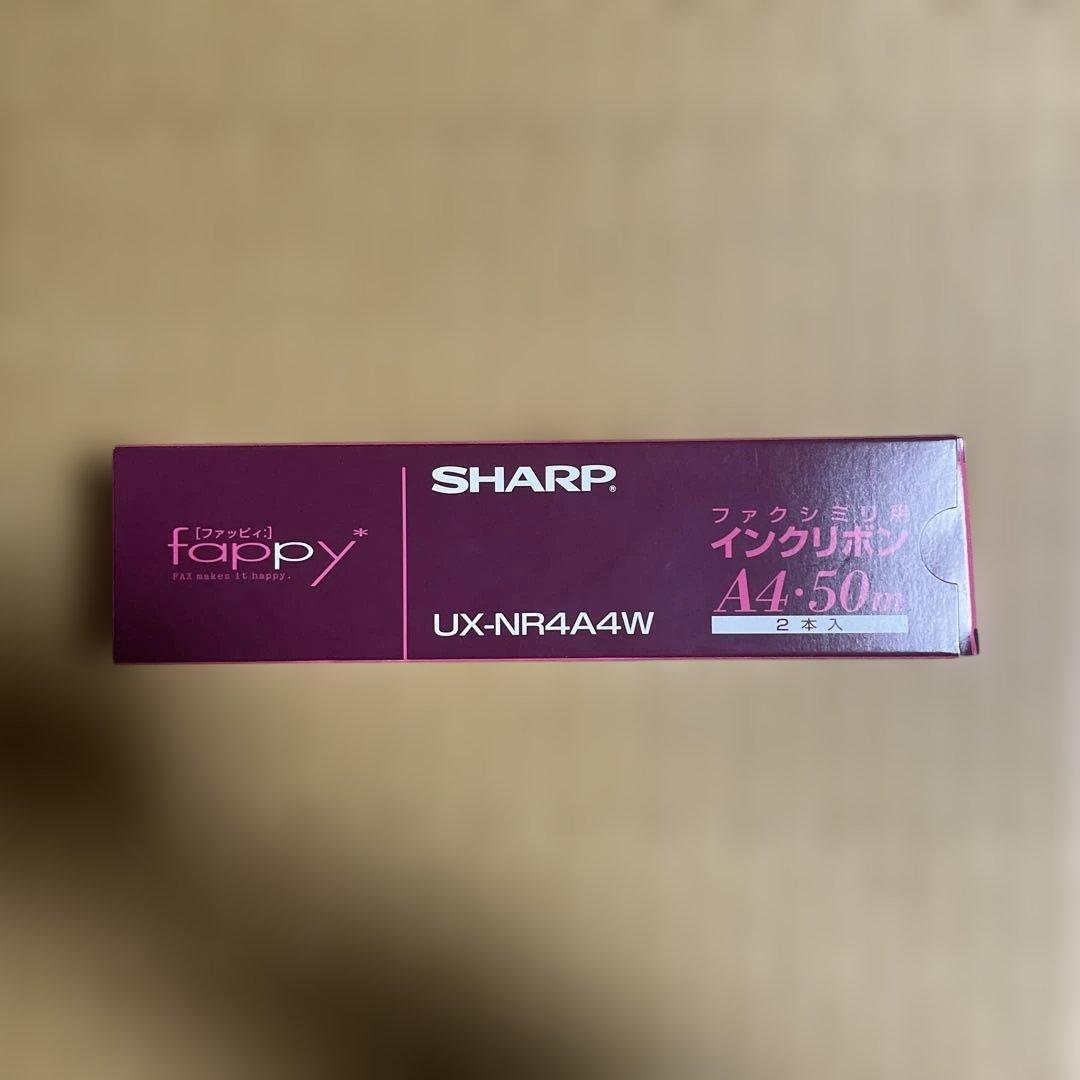 [ファッピィ:]
fappy*
FAX makes it happy.
SHARP®
UX-NR4A4W
ファクシミリ用
インクリボン
A4・50m
2本入